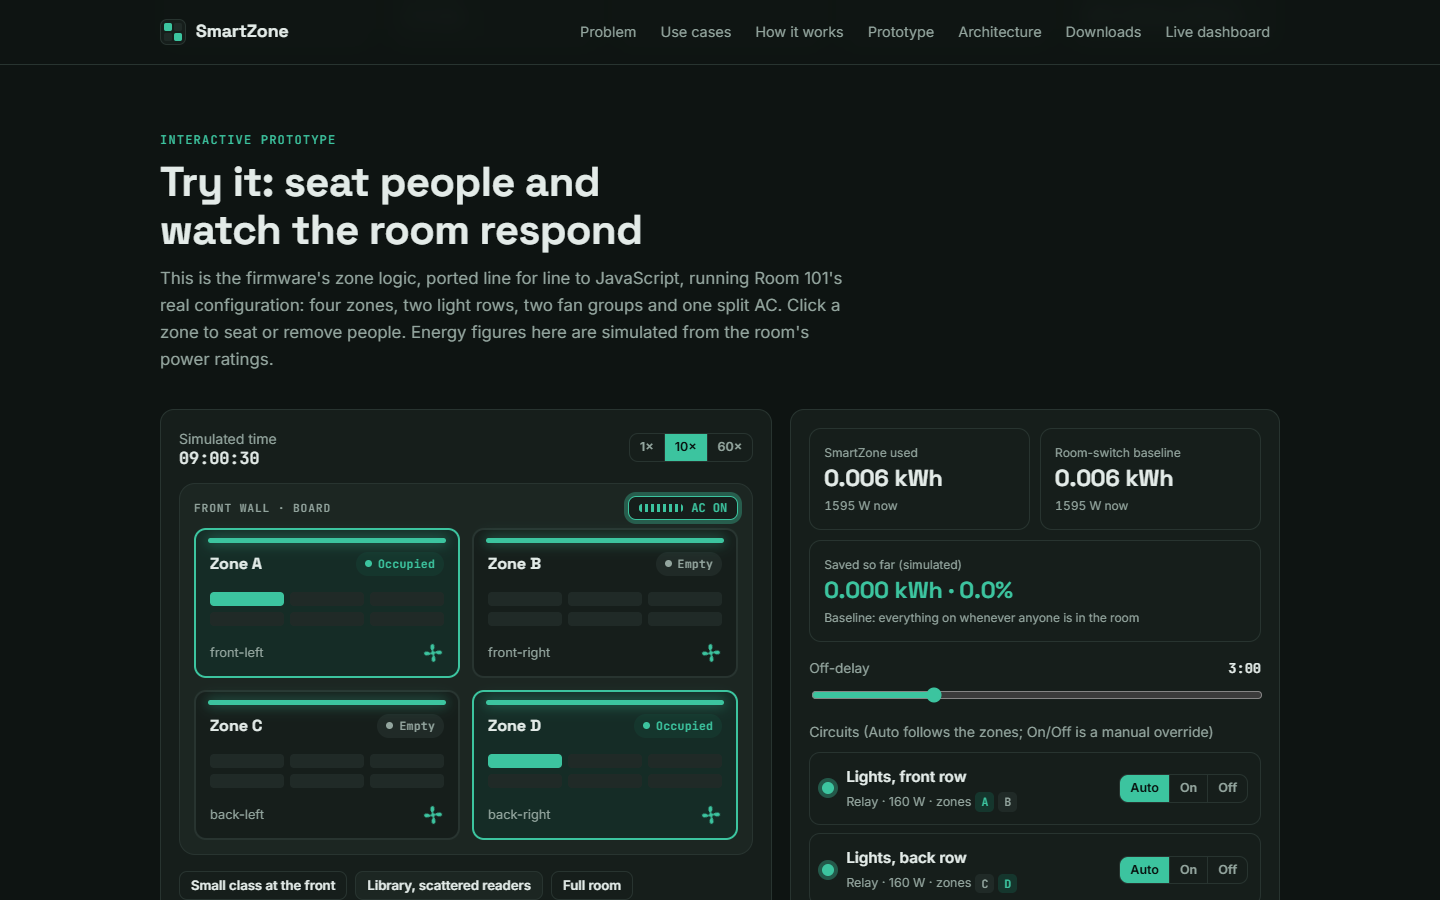 SmartZone
Problem
Use cases
How it works
Prototype
Architecture
Downloads
Live dashboard
INTERACTIVE PROTOTYPE
Try it: seat people and
watch the room respond
This is the firmware's zone logic, ported line for line to JavaScript, running Room 101's
real configuration: four zones, two light rows, two fan groups and one split AC. Click a
zone to seat or remove people. Energy figures here are simulated from the room's
power ratings.
Simulated time
09:00:30
1×
10×
60×
FRONT WALL · BOARD
AC ON
Zone A
Occupied
front-left
Zone B
Empty
front-right
Zone C
Empty
back-left
Zone D
Occupied
back-right
Small class at the front
Library, scattered readers
Full room
SmartZone used
0.006 kWh
1595 W now
Room-switch baseline
0.006 kWh
1595 W now
Saved so far (simulated)
0.000 kWh · 0.0%
Baseline: everything on whenever anyone is in the room
Off-delay
3:00
Circuits (Auto follows the zones; On/Off is a manual override)
Lights, front row
Relay · 160 W · zones A B
Auto
On
Off
Lights, back row
Relay · 160 W · zones C D
Auto
On
Off